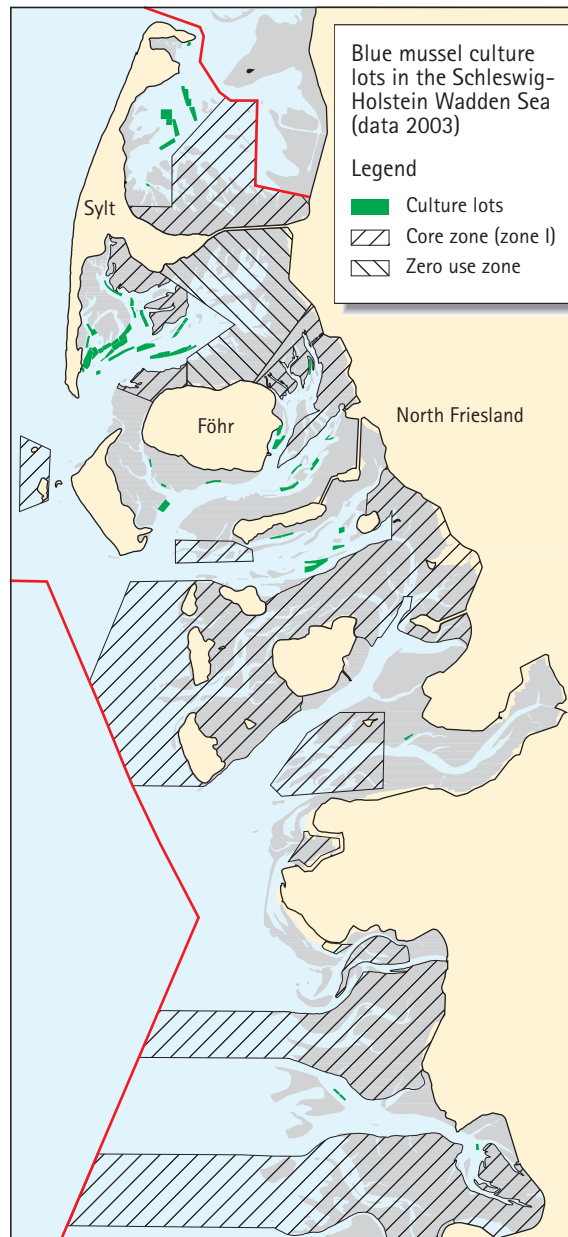 Blue mussel culture
lots in the Schleswig-
Holstein Wadden Sea
(data 2003)
Legend
Culture lots
Core zone (zone I)
Zero use zone
Sylt
Föhr
North Friesland